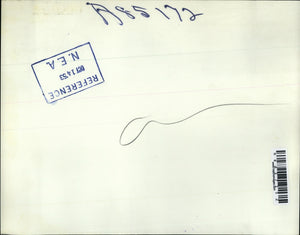 A85172
REFERENCE
OCT 14 '53
N.E.A.